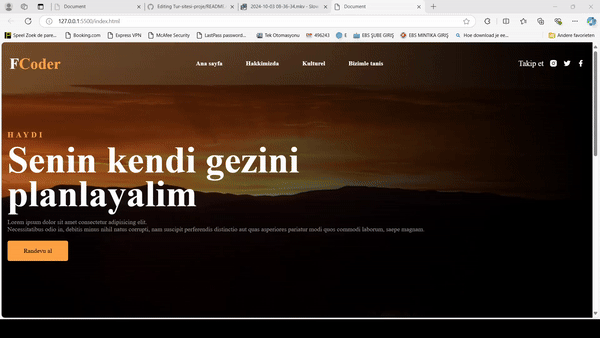 Document
Editing Tur-sitesi-proje/README.
2024-10-03 08-36-34.mkv - Slov
Document
127.0.0.1:5500/index.html
Speel Zoek de pare...
Booking.com
Express VPN
McAfee Security
LastPass password...
Tek Otomasyonu
496243
EBS ŞUBE GİRİŞ
EBS MINTIKA GİRİŞ
Hoe download je ee...
Andere favorieten
FCoder
Ana sayfa
Hakkimizda
Kulturel
Bizimle tanis
Takip et
HAYDI
Senin kendi gezini
planlayalim
Lorem ipsum dolor sit amet consectetur adipisicing elit.
Necessitatibus odio in, debitis minus nihil natus corrupti, nam suscipit perferendis distinctio aut quas asperiores pariatur modi quos commodi laborum, saepe magnam.
Randevu al